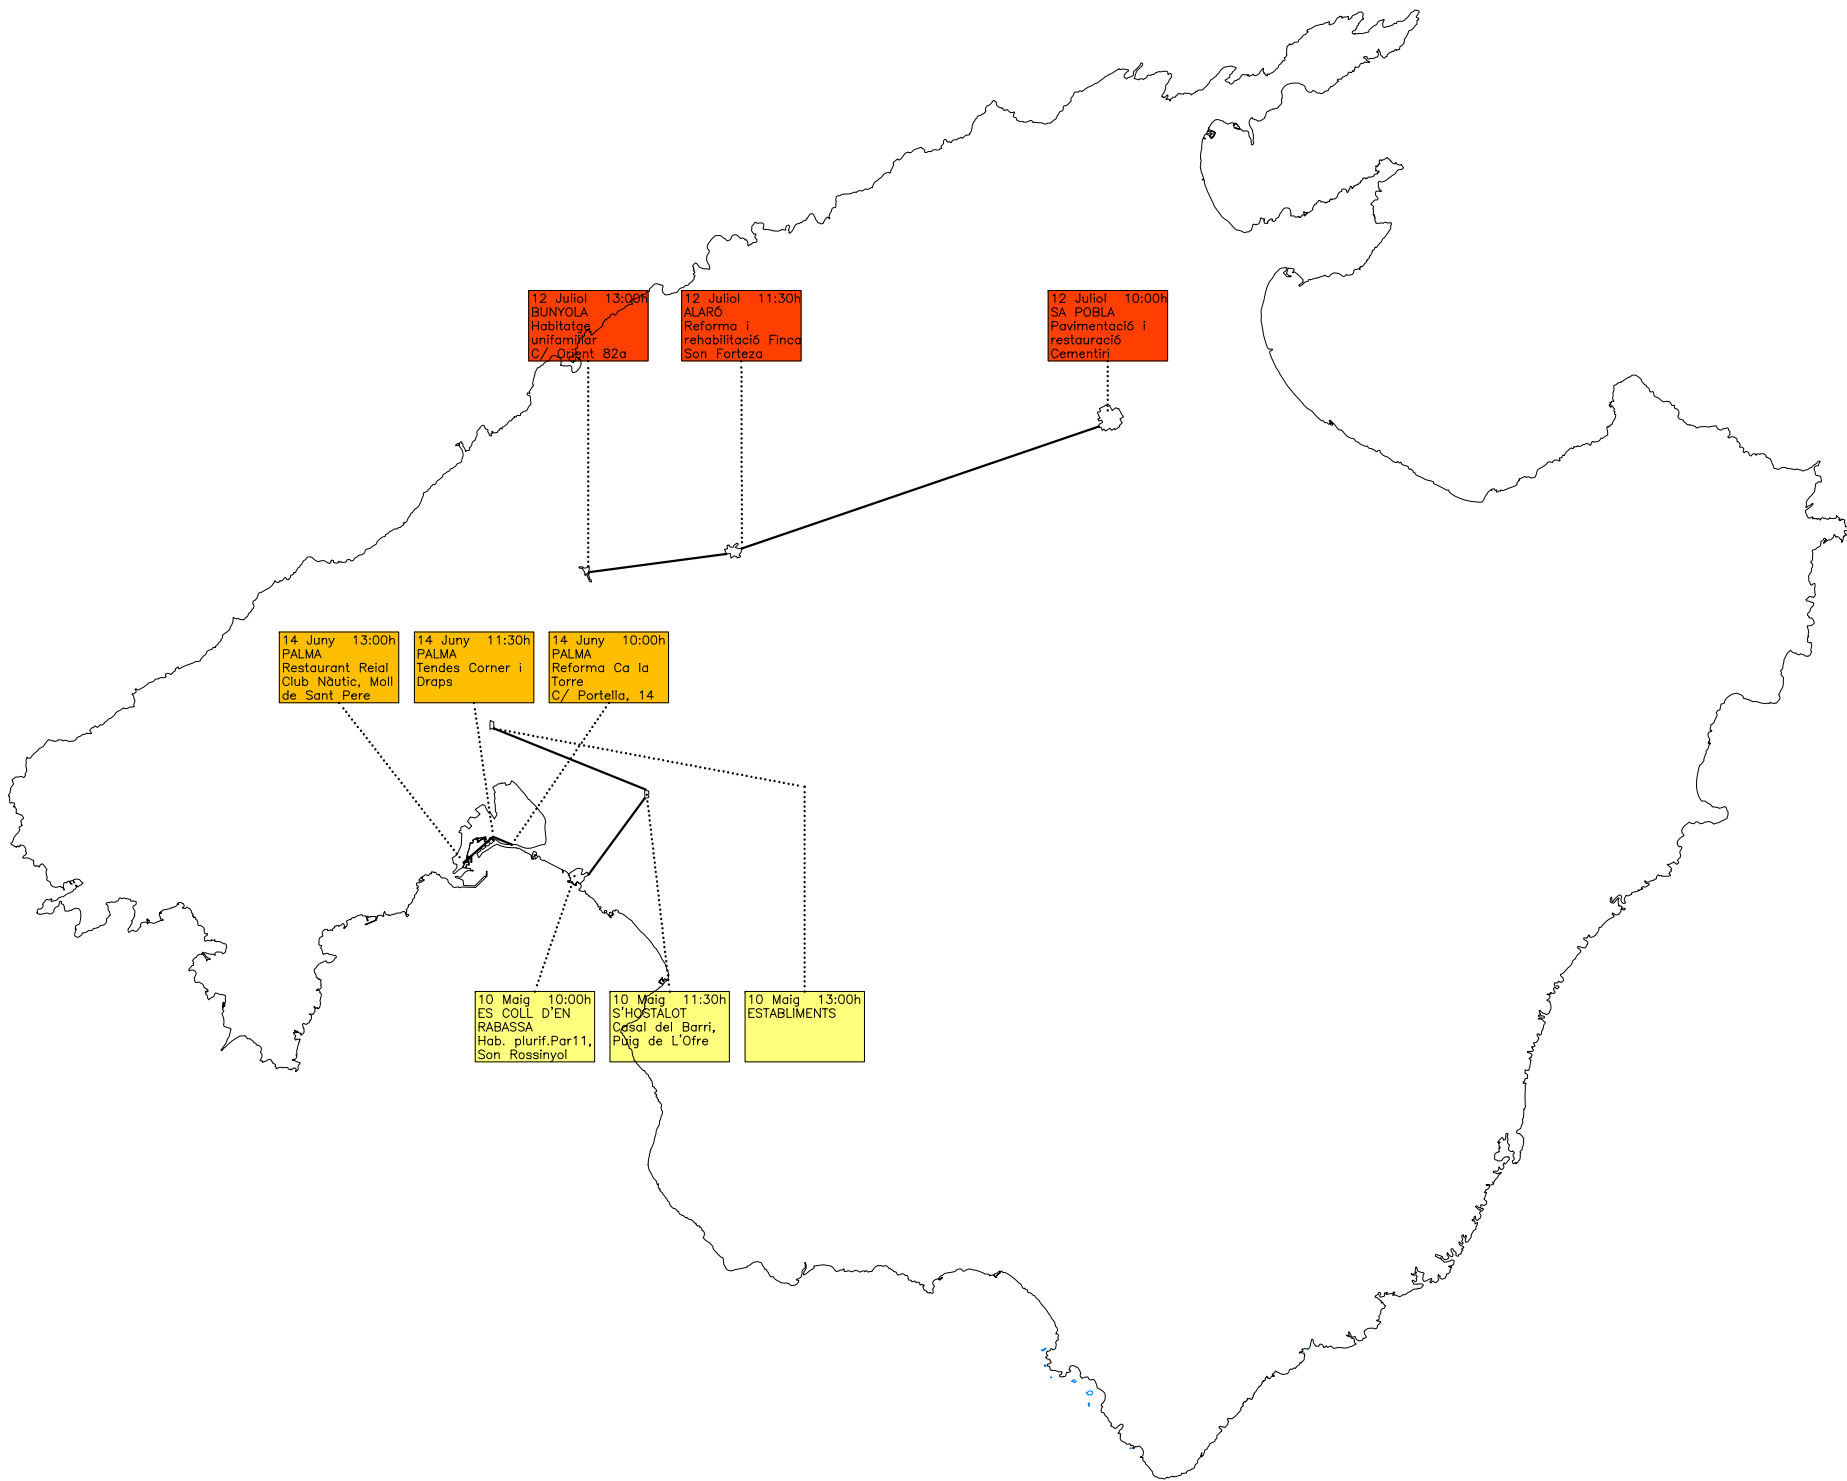 12 Juliol 13:00h
BUNYOLA
Habitatge
unifamiliar
C/ Orient 82a
12 Juliol 11:30h
ALARÓ
Reforma i
rehabilitació Finca
Son Forteza
12 Juliol 10:00h
SA POBLA
Pavimentació i
restauració
Cementiri
14 Juny 13:00h
PALMA
Restaurant Reial
Club Nàutic, Moll
de Sant Pere
14 Juny 11:30h
PALMA
Tendes Corner i
Draps
14 Juny 10:00h
PALMA
Reforma Ca la
Torre
C/ Portella, 14
10 Maig 10:00h
ES COLL D'EN
RABASSA
Hab. plurif.Par11,
Son Rossinyol
10 Maig 11:30h
S'HOSTALOT
Casal del Barri,
Puig de L'Ofre
10 Maig 13:00h
ESTABLIMENTS